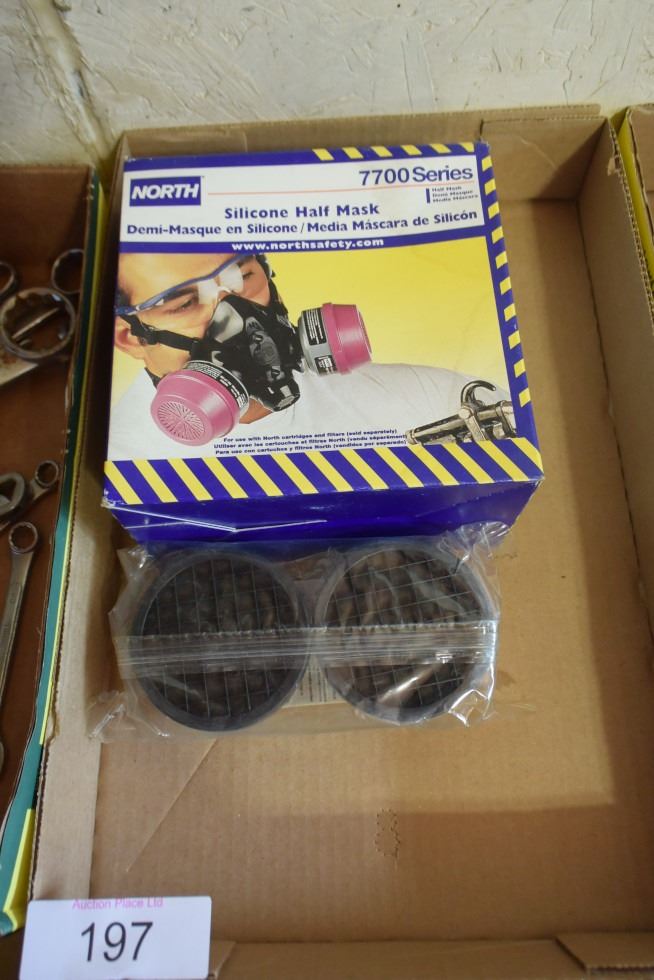 NORTH
7700 Series
Half Mask
Demi Masque
Media Máscara
Silicone Half Mask
Demi-Masque en Silicone / Media Máscara de Silicón
www.northsafety.com
For use with North cartridges and filters (sold separately)
Utiliser avec les cartouches et filtres North (vendu séparément)
Para uso con cartuchos y filtros North (vendidos por separado)
Auction Place Ltd
197